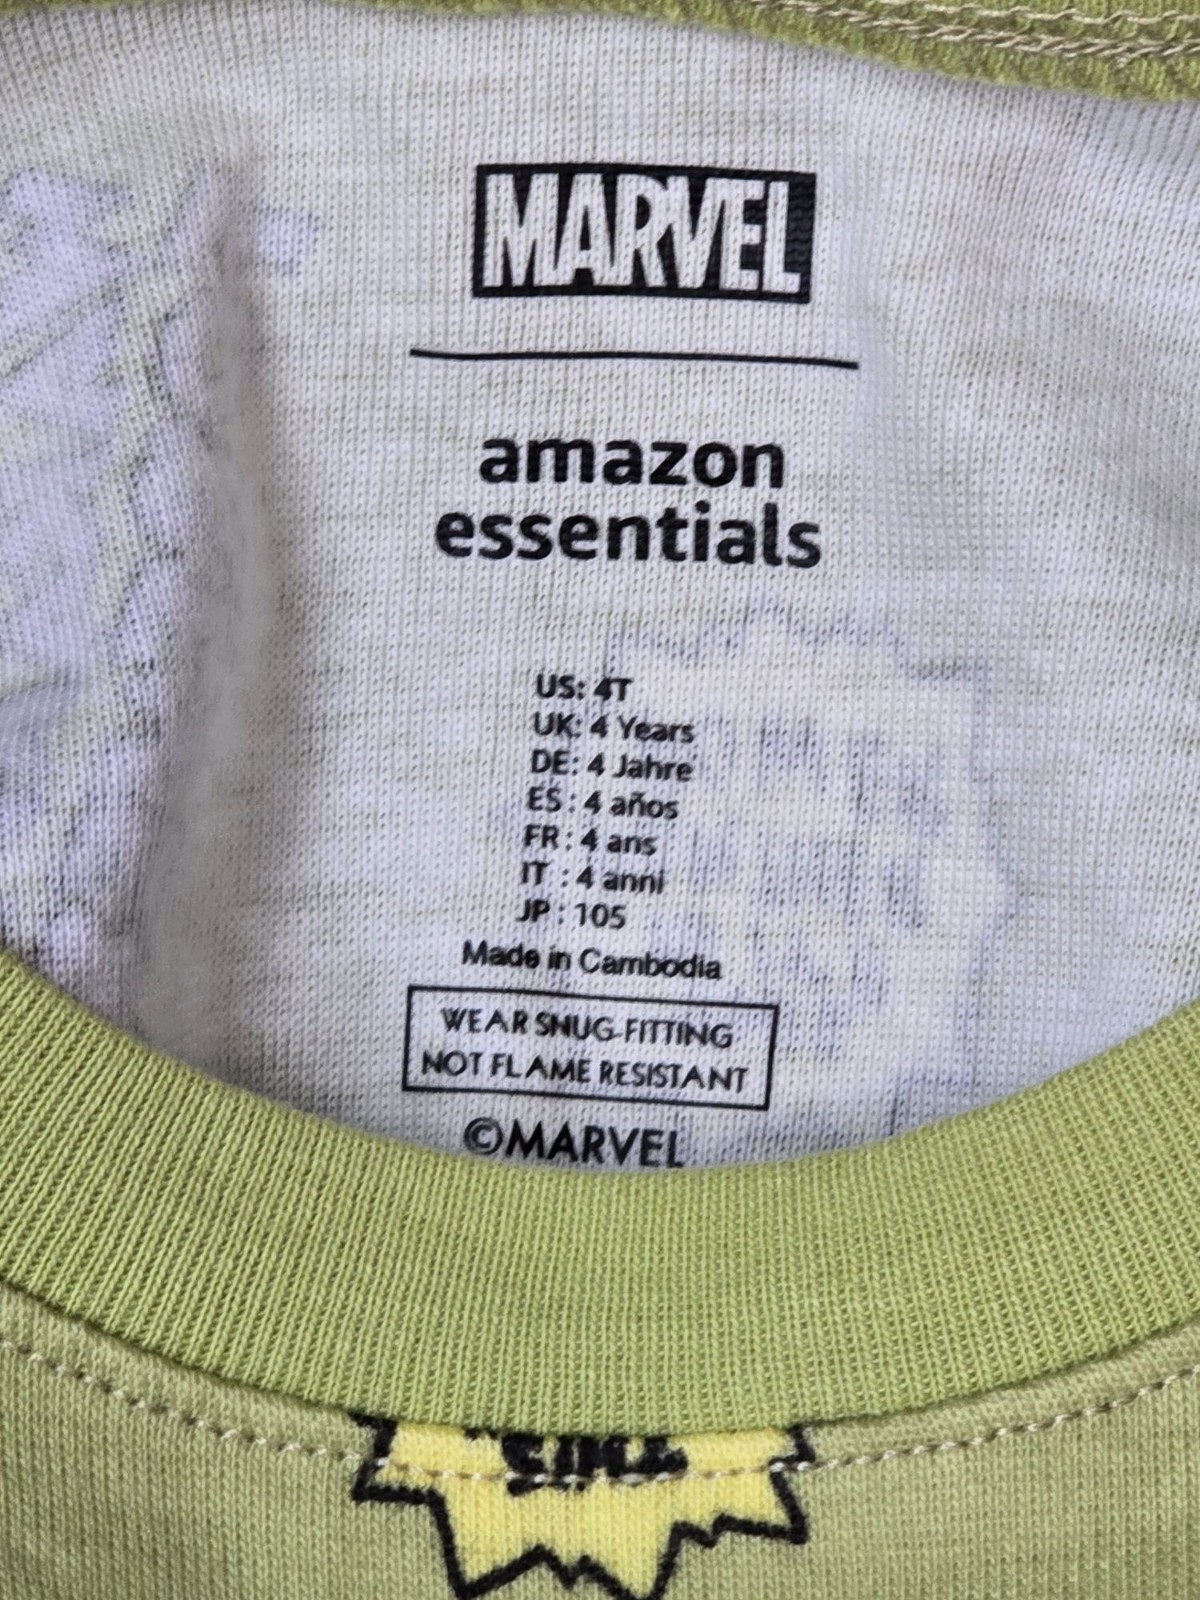 MARVEL
amazon
essentials
US: 4T
UK: 4 Years
DE: 4 Jahre
ES : 4 años
FR : 4 ans
IT : 4 anni
JP : 105
Made in Cambodia
WEAR SNUG-FITTING
NOT FLAME RESISTANT
©MARVEL